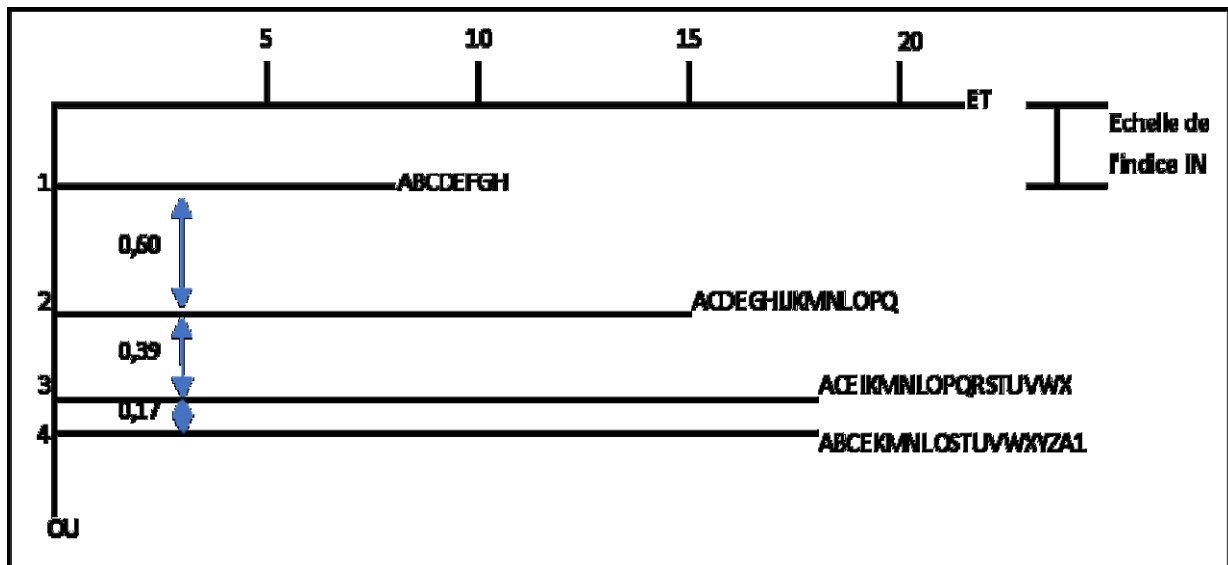 5
10
15
20
ET
Echelle de
l'indice IN
1
ABCDEFGH
0,60
2
ACDEGHIJKMNLOPQ
0,39
3
ACEIKMNLOPQRSTUVWX
0,17
4
ABCEKMNLOSTUVWXYZA1
OU